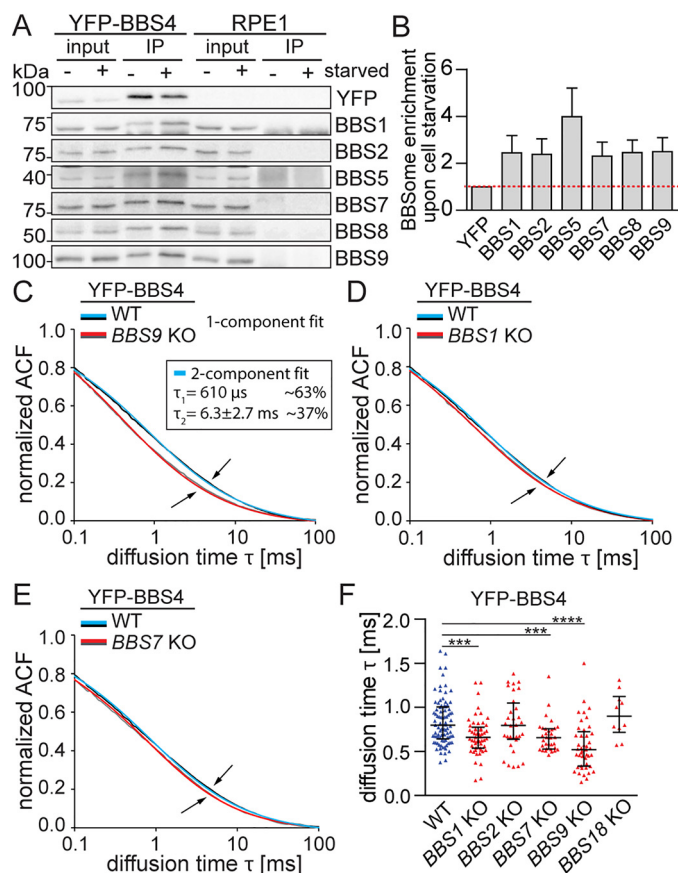 A YFP-BBS4 RPE1
input IP input IP
kDa - + - + - + - + starved
100 YFP
75 BBS1
75 BBS2
40 BBS5
75 BBS7
50 BBS8
100 BBS9
B
BBSome enrichment
upon cell starvation
6
4
2
0
YFP BBS1 BBS2 BBS5 BBS7 BBS8 BBS9
C YFP-BBS4
WT
BBS9 KO
1-component fit
2-component fit
τ1= 610 µs ~63%
τ2= 6.3±2.7 ms ~37%
normalized ACF
1.0
0.8
0.6
0.4
0.2
0.0
0.1 1 10 100
diffusion time τ [ms]
D YFP-BBS4
WT
BBS1 KO
normalized ACF
1.0
0.8
0.6
0.4
0.2
0.0
0.1 1 10 100
diffusion time τ [ms]
E YFP-BBS4
WT
BBS7 KO
normalized ACF
1.0
0.8
0.6
0.4
0.2
0.0
0.1 1 10 100
diffusion time τ [ms]
F YFP-BBS4
diffusion time τ [ms]
2.0
1.5
1.0
0.5
0.0
****
***
***
WT BBS1 KO BBS2 KO BBS7 KO BBS9 KO BBS18 KO